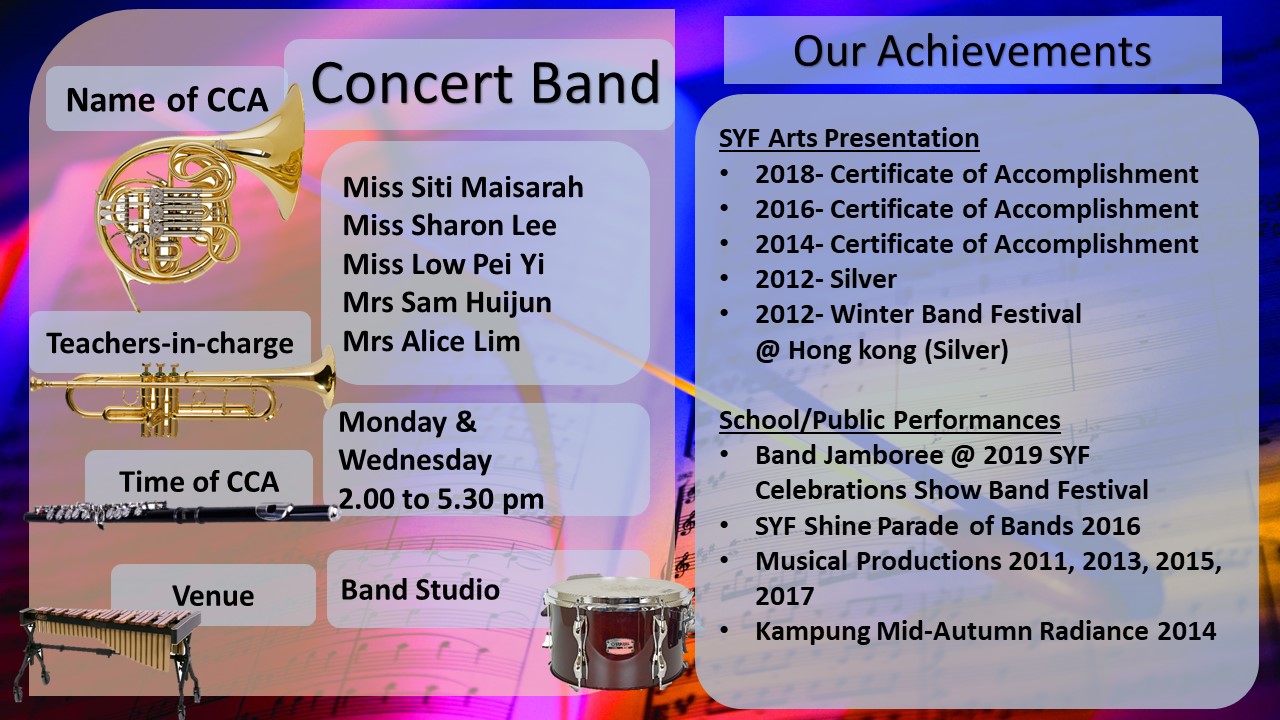 Name of CCA
Concert Band
Teachers-in-charge
Miss Siti Maisarah
Miss Sharon Lee
Miss Low Pei Yi
Mrs Sam Huijun
Mrs Alice Lim
Time of CCA
Monday &
Wednesday
2.00 to 5.30 pm
Venue
Band Studio
Our Achievements
SYF Arts Presentation
• 2018- Certificate of Accomplishment
• 2016- Certificate of Accomplishment
• 2014- Certificate of Accomplishment
• 2012- Silver
• 2012- Winter Band Festival
@ Hong kong (Silver)
School/Public Performances
• Band Jamboree @ 2019 SYF
Celebrations Show Band Festival
• SYF Shine Parade of Bands 2016
• Musical Productions 2011, 2013, 2015,
2017
• Kampung Mid-Autumn Radiance 2014